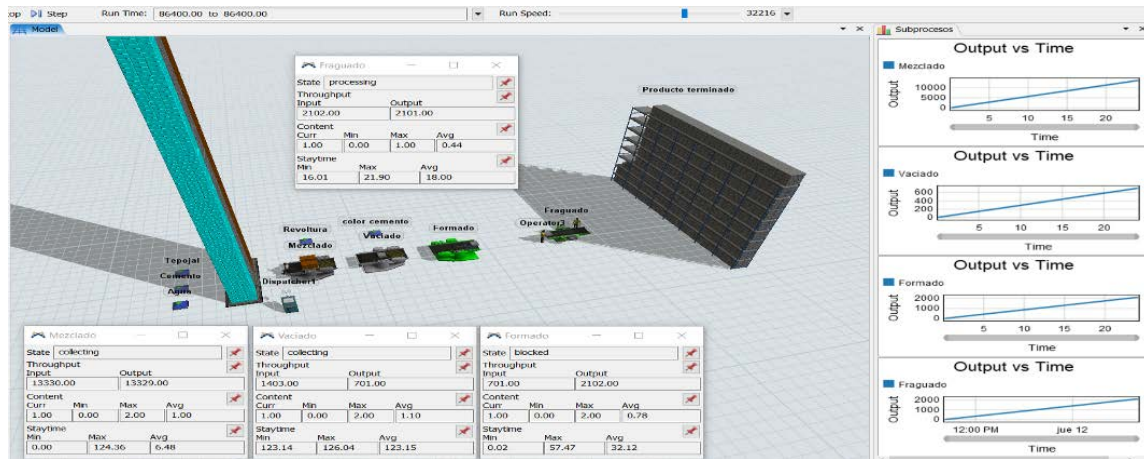 op Step Run Time: 86400.00 to 86400.00 Run Speed: 32216
Model
Fraguado
State processing
Throughput
Input Output
2102.00 2101.00
Content
Curr Min Max Avg
1.00 0.00 1.00 0.44
Staytime
Min Max Avg
16.01 21.90 18.00
Producto terminado
Fraguado
Operator3
color cemento
Formado
Vaciado
Revoltura
Mezclado
Tepojal
Cemento
Agua
Dispatcher1
Mezclado
State collecting
Throughput
Input Output
13330.00 13329.00
Content
Curr Min Max Avg
1.00 0.00 2.00 1.00
Staytime
Min Max Avg
0.00 124.36 6.48
Vaciado
State collecting
Throughput
Input Output
1403.00 701.00
Content
Curr Min Max Avg
1.00 0.00 2.00 1.10
Staytime
Min Max Avg
123.14 126.04 123.15
Formado
State blocked
Throughput
Input Output
701.00 2102.00
Content
Curr Min Max Avg
1.00 0.00 2.00 0.78
Staytime
Min Max Avg
0.02 57.47 32.12
Subprocesos
Output vs Time
Mezclado
Output
10000
5000
0
5 10 15 20
Time
Output vs Time
Vaciado
Output
600
400
200
0
5 10 15 20
Time
Output vs Time
Formado
Output
2000
1000
0
5 10 15 20
Time
Output vs Time
Fraguado
Output
2000
1000
0
12:00 PM jue 12
Time